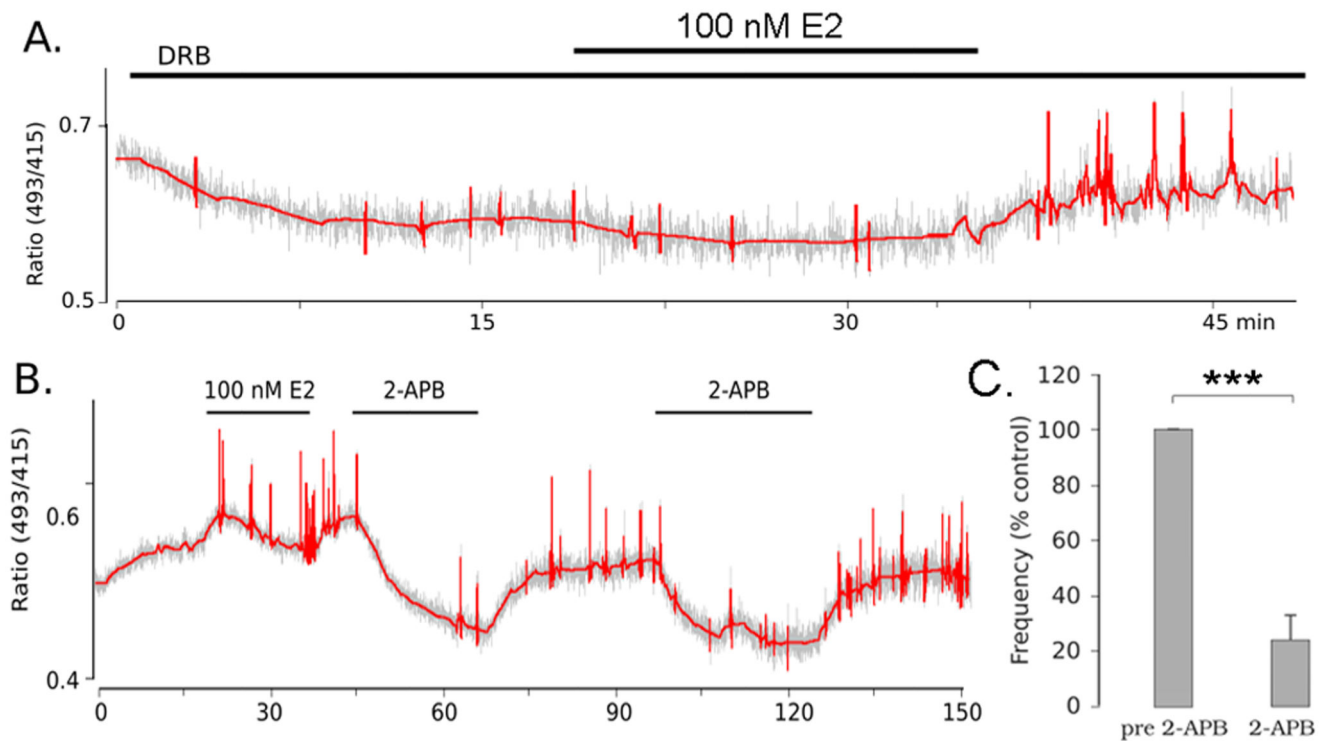 A.
100 nM E2
DRB
Ratio (493/415)
0.7
0.5
0
15
30
45 min
B.
100 nM E2
2-APB
2-APB
Ratio (493/415)
0.6
0.4
0
30
60
90
120
150
C.
***
Frequency (% control)
120
100
80
60
40
20
0
pre 2-APB
2-APB